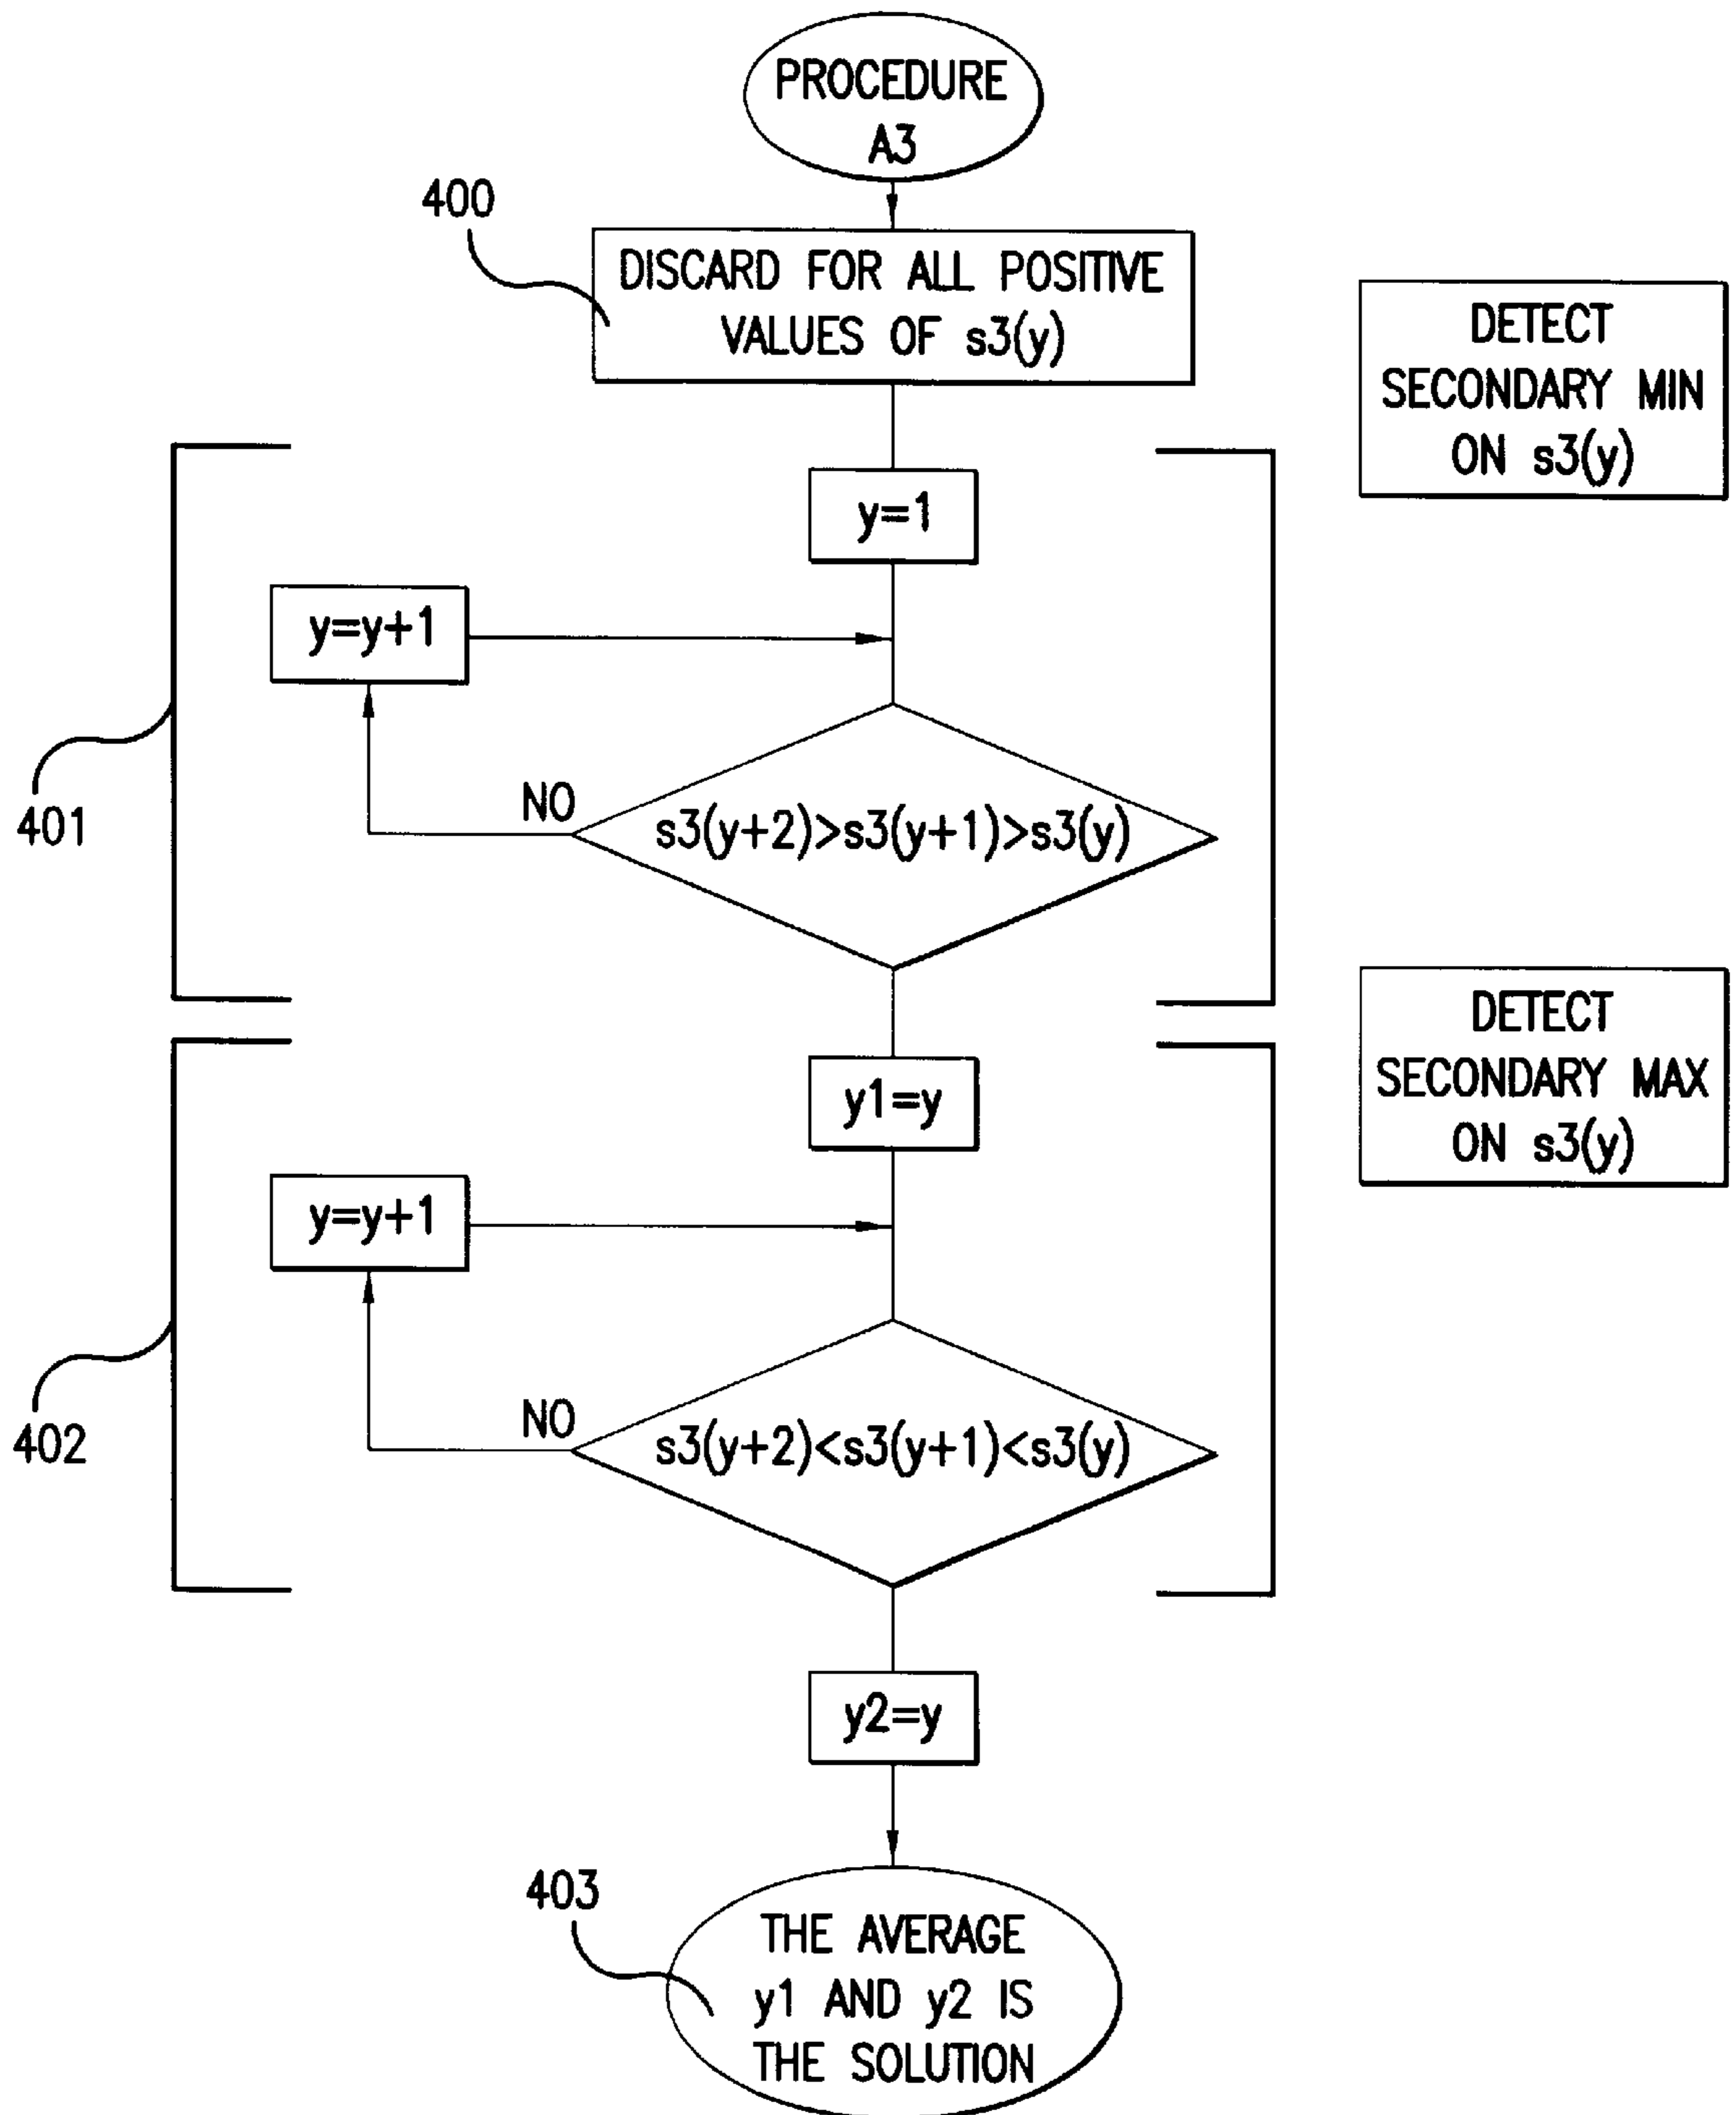 PROCEDURE
A3
400
DISCARD FOR ALL POSITIVE
VALUES OF s3(y)
DETECT
SECONDARY MIN
ON s3(y)
y=1
y=y+1
NO
s3(y+2)>s3(y+1)>s3(y)
401
DETECT
SECONDARY MAX
ON s3(y)
y1=y
y=y+1
NO
s3(y+2)<s3(y+1)<s3(y)
402
y2=y
403
THE AVERAGE
y1 AND y2 IS
THE SOLUTION